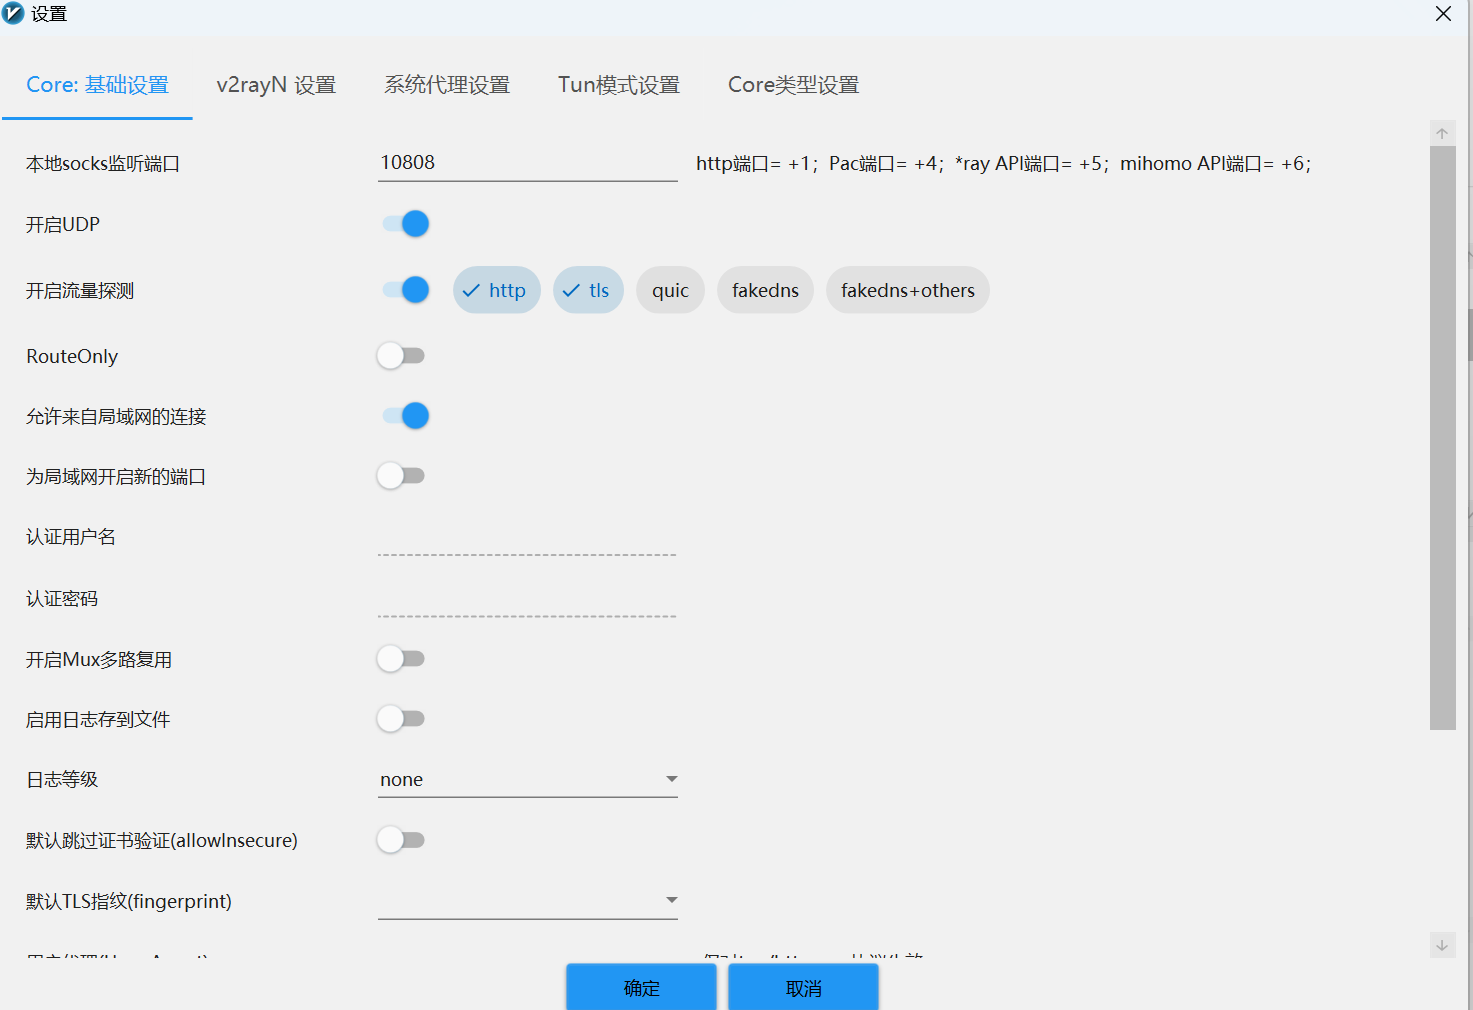 设置
Core: 基础设置 v2rayN 设置 系统代理设置 Tun模式设置 Core类型设置
本地socks监听端口 10808 http端口= +1；Pac端口= +4；*ray API端口= +5；mihomo API端口= +6；
开启UDP
开启流量探测 http tls quic fakedns fakedns+others
RouteOnly
允许来自局域网的连接
为局域网开启新的端口
认证用户名
认证密码
开启Mux多路复用
启用日志存到文件
日志等级 none
默认跳过证书验证(allowInsecure)
默认TLS指纹(fingerprint)
确定 取消